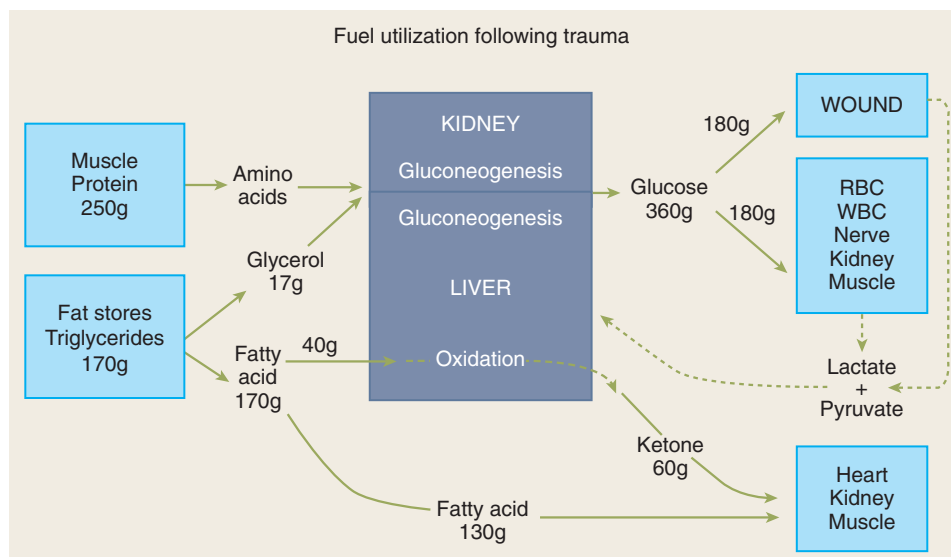 Fuel utilization following trauma
Muscle
Protein
250g
Amino
acids
Fat stores
Triglycerides
170g
Glycerol
17g
Fatty
acid
170g
40g
KIDNEY
Gluconeogenesis
Gluconeogenesis
LIVER
Oxidation
Glucose
360g
180g
180g
WOUND
RBC
WBC
Nerve
Kidney
Muscle
Lactate
+
Pyruvate
Ketone
60g
Fatty acid
130g
Heart
Kidney
Muscle